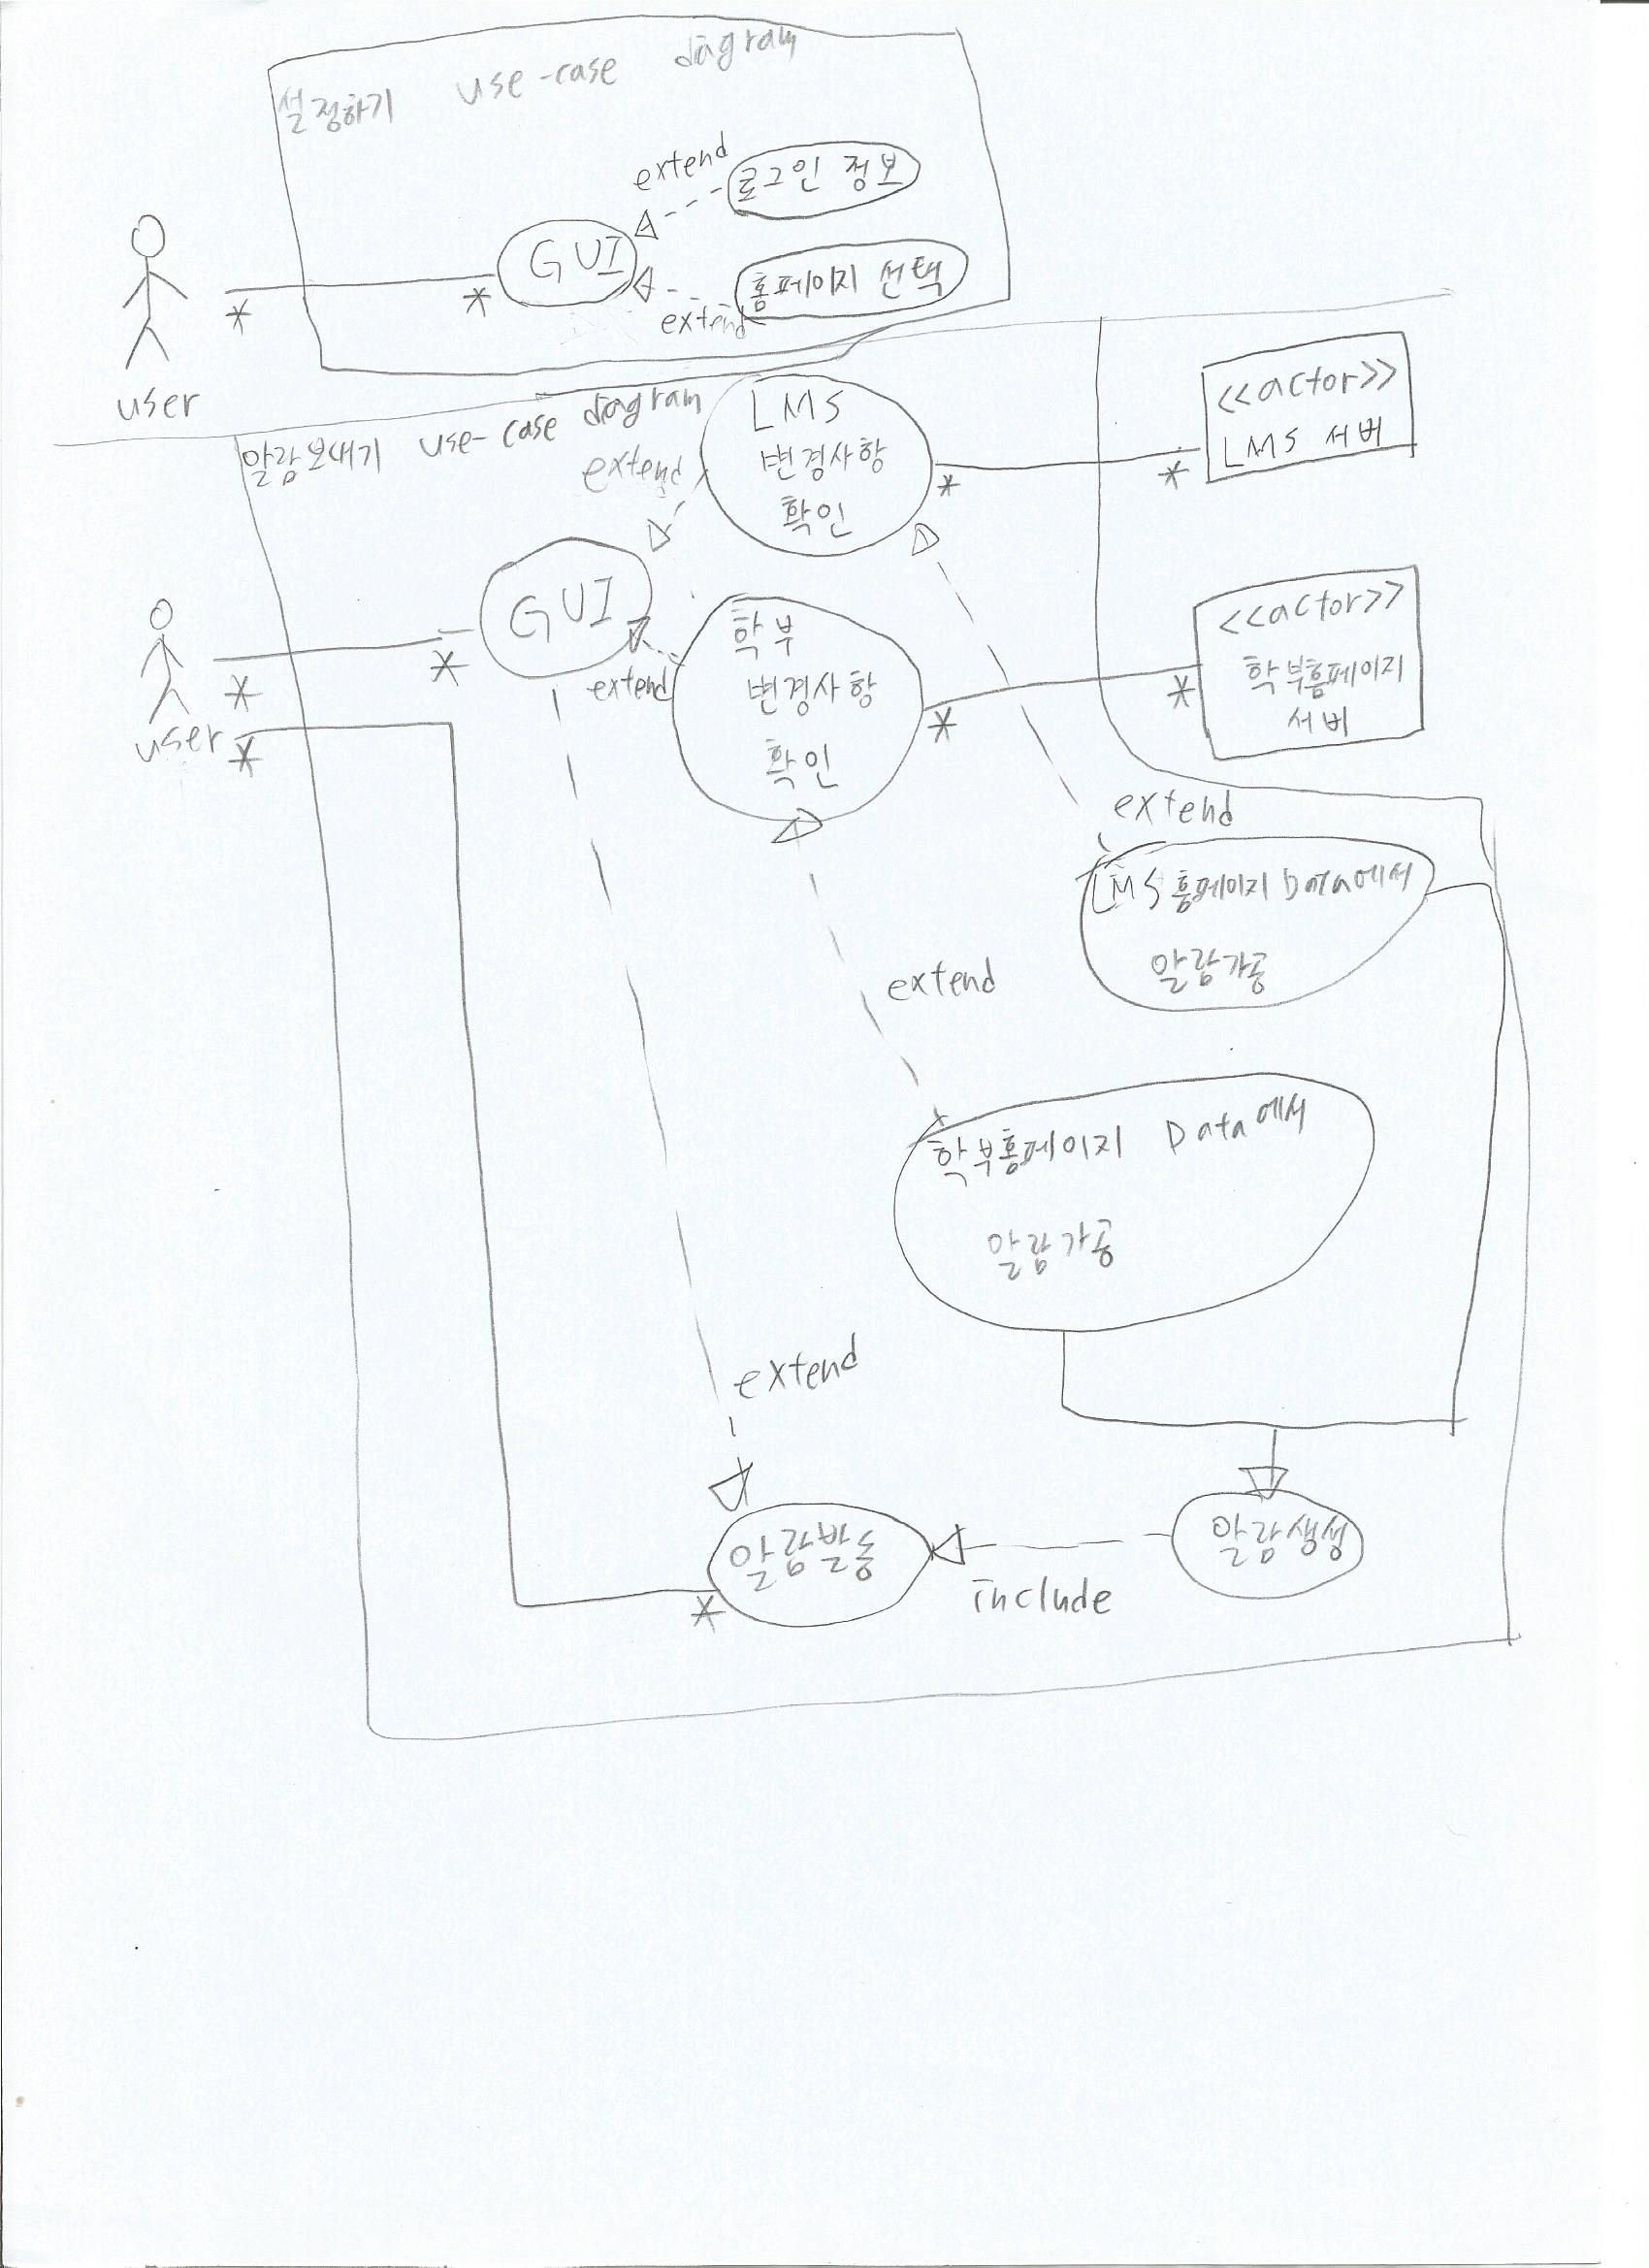 설정하기 use-case diagram
extend
로그인 정보
GUI
홈페이지 선택
extend
*
*
user
알람보내기 use-case diagram
LMS
변경사항
확인
extend
<<actor>>
LMS 서버
*
*
GUI
학부
변경사항
확인
extend
<<actor>>
학부홈페이지
서버
*
*
*
*
user
*
extend
LMS 홈페이지 Data에서
알람가공
extend
학부홈페이지 Data에서
알람가공
extend
알람발동
알람생성
include
*